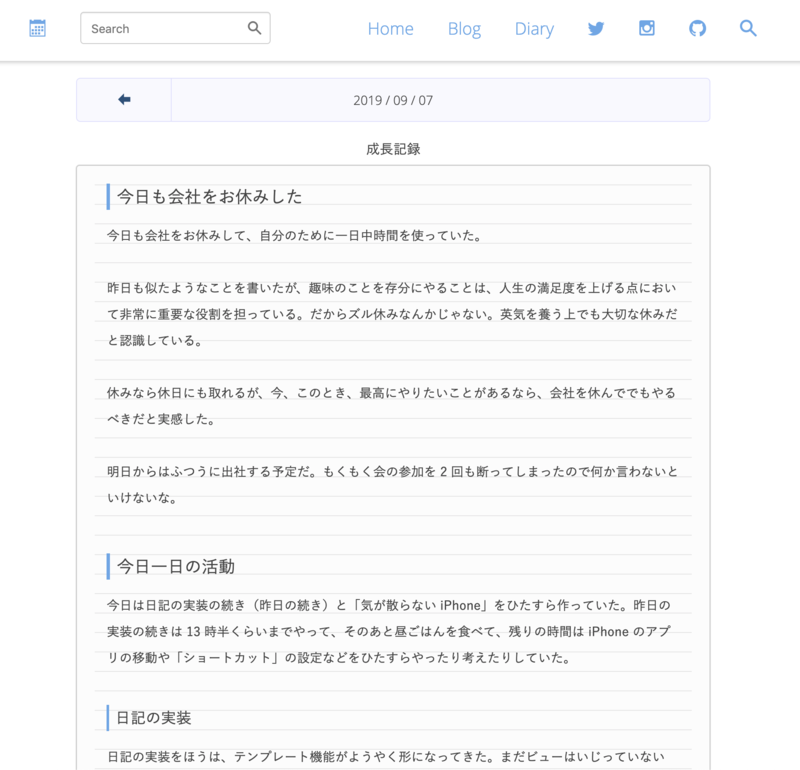 Search
Home Blog Diary
2019 / 09 / 07
成長記録
今日も会社をお休みした
今日も会社をお休みして、自分のために一日中時間を使っていた。
昨日も似たようなことを書いたが、趣味のことを存分にやることは、人生の満足度を上げる点におい
て非常に重要な役割を担っている。だからズル休みなんかじゃない。英気を養う上でも大切な休みだ
と認識している。
休みなら休日にも取れるが、今、このとき、最高にやりたいことがあるなら、会社を休んででもやる
べきだと実感した。
明日からはふつうに出社する予定だ。もくもく会の参加を 2 回も断ってしまったので何か言わないと
いけないな。
今日一日の活動
今日は日記の実装の続き（昨日の続き）と「気が散らない iPhone」をひたすら作っていた。昨日の
実装の続きは 13 時半くらいまでやって、そのあと昼ごはんを食べて、残りの時間は iPhone のアプ
リの移動や「ショートカット」の設定などをひたすらやったり考えたりしていた。
日記の実装
日記の実装をほうは、テンプレート機能がようやく形になってきた。まだビューはいじっていない